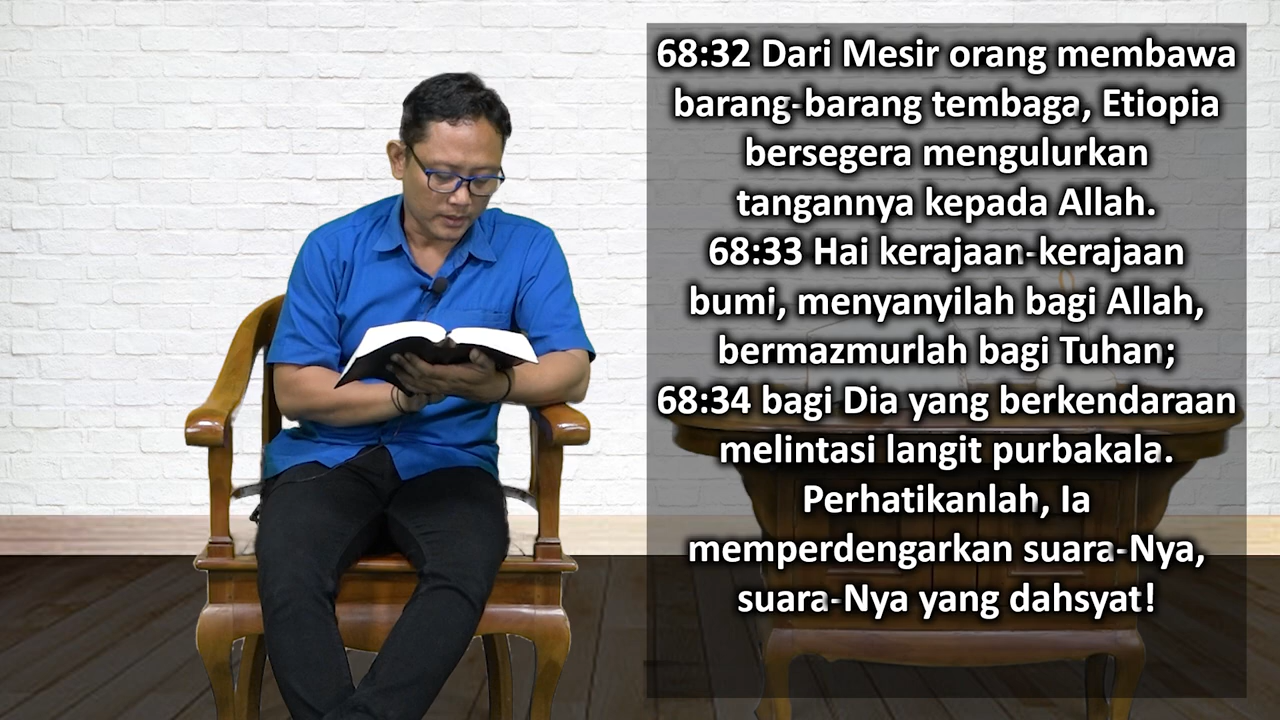 68:32 Dari Mesir orang membawa
barang-barang tembaga, Etiopia
bersegera mengulurkan
tangannya kepada Allah.
68:33 Hai kerajaan-kerajaan
bumi, menyanyilah bagi Allah,
bermazmurlah bagi Tuhan;
68:34 bagi Dia yang berkendaraan
melintasi langit purbakala.
Perhatikanlah, Ia
memperdengarkan suara-Nya,
suara-Nya yang dahsyat!